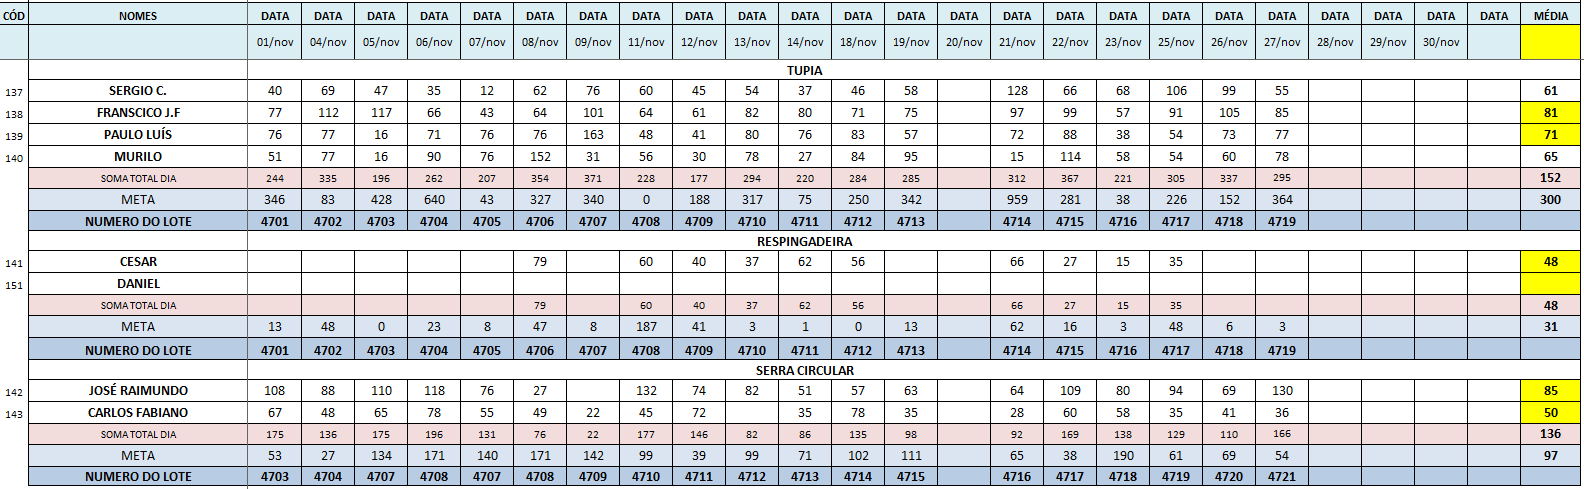 CÓD NOMES DATA DATA DATA DATA DATA DATA DATA DATA DATA DATA DATA DATA DATA DATA DATA DATA DATA DATA DATA DATA DATA DATA DATA DATA MÉDIA
01/nov 04/nov 05/nov 06/nov 07/nov 08/nov 09/nov 11/nov 12/nov 13/nov 14/nov 18/nov 19/nov 20/nov 21/nov 22/nov 23/nov 25/nov 26/nov 27/nov 28/nov 29/nov 30/nov
TUPIA
137 SERGIO C. 40 69 47 35 12 62 76 60 45 54 37 46 58 128 66 68 106 99 55 61
138 FRANSCICO J.F 77 112 117 66 43 64 101 64 61 82 80 71 75 97 99 57 91 105 85 81
139 PAULO LUÍS 76 77 16 71 76 76 163 48 41 80 76 83 57 72 88 38 54 73 77 71
140 MURILO 51 77 16 90 76 152 31 56 30 78 27 84 95 15 114 58 54 60 78 65
SOMA TOTAL DIA 244 335 196 262 207 354 371 228 177 294 220 284 285 312 367 221 305 337 295 152
META 346 83 428 640 43 327 340 0 188 317 75 250 342 959 281 38 226 152 364 300
NUMERO DO LOTE 4701 4702 4703 4704 4705 4706 4707 4708 4709 4710 4711 4712 4713 4714 4715 4716 4717 4718 4719
RESPINGADEIRA
141 CESAR 79 60 40 37 62 56 66 27 15 35 48
151 DANIEL
SOMA TOTAL DIA 79 60 40 37 62 56 66 27 15 35 48
META 13 48 0 23 8 47 8 187 41 3 1 0 13 62 16 3 48 6 3 31
NUMERO DO LOTE 4701 4702 4703 4704 4705 4706 4707 4708 4709 4710 4711 4712 4713 4714 4715 4716 4717 4718 4719
SERRA CIRCULAR
142 JOSÉ RAIMUNDO 108 88 110 118 76 27 132 74 82 51 57 63 64 109 80 94 69 130 85
143 CARLOS FABIANO 67 48 65 78 55 49 22 45 72 35 78 35 28 60 58 35 41 36 50
SOMA TOTAL DIA 175 136 175 196 131 76 22 177 146 82 86 135 98 92 169 138 129 110 166 136
META 53 27 134 171 140 171 142 99 39 99 71 102 111 65 38 190 61 69 54 97
NUMERO DO LOTE 4703 4704 4707 4708 4707 4708 4709 4710 4711 4712 4713 4714 4715 4716 4717 4718 4719 4720 4721